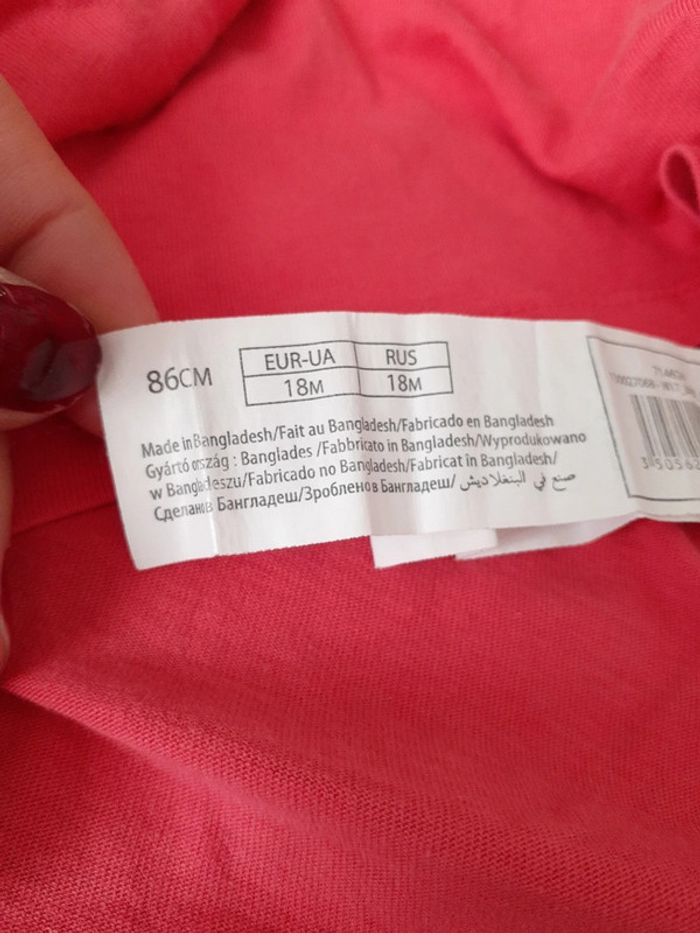 86CM
EUR-UA RUS
18M 18M
Made in Bangladesh/Fait au Bangladesh/Fabricado en Bangladesh
Gyártó ország : Banglades /Fabbricato in Bangladesh/Wyprodukowano
w Bangladeszu/Fabricado no Bangladesh/Fabricat în Bangladesh/
Сделано в Бангладеш/Зроблено в Бангладеш/ صنع في البنغلاديش